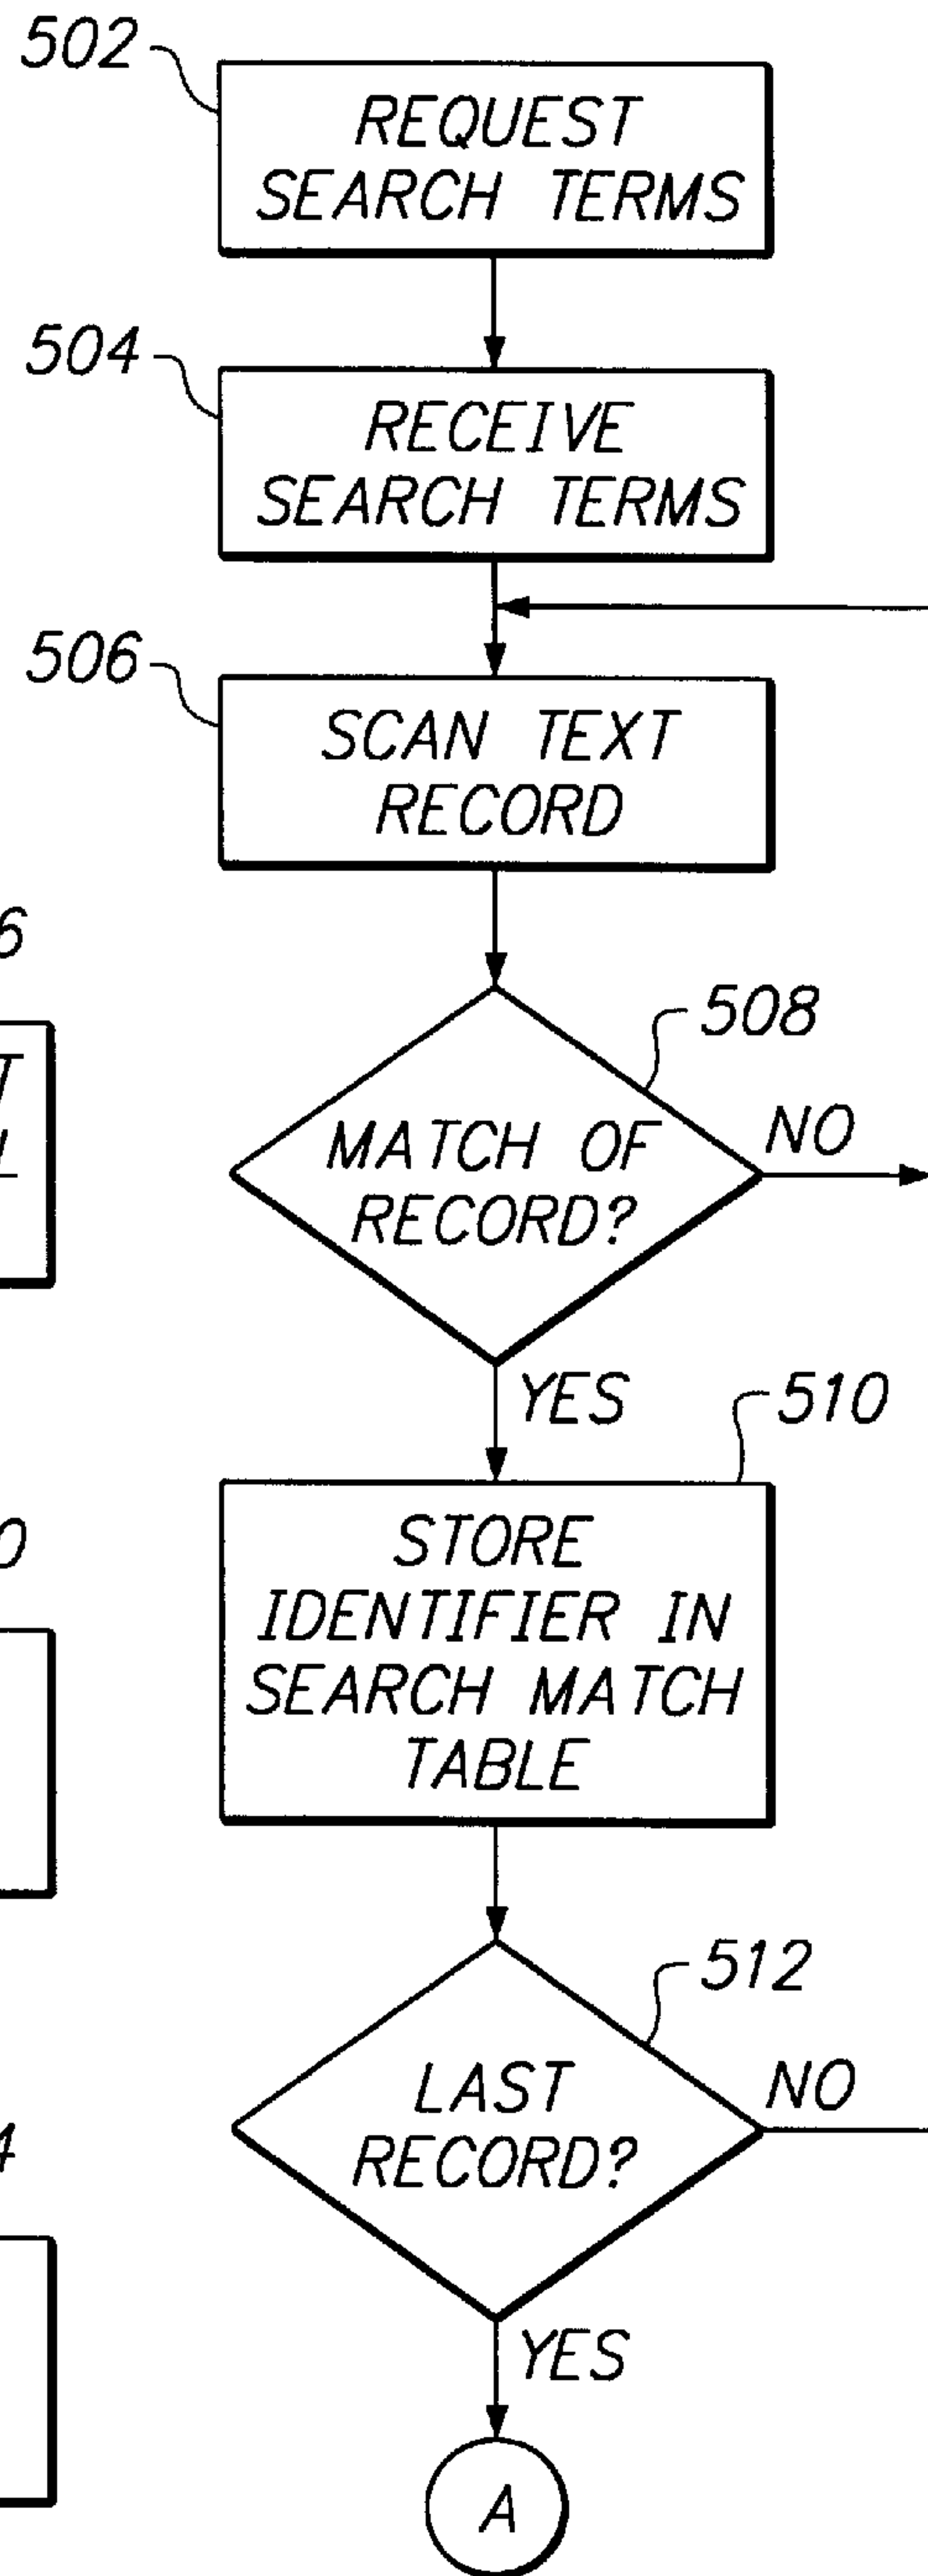 502
REQUEST
SEARCH TERMS
504
RECEIVE
SEARCH TERMS
506
SCAN TEXT
RECORD
6
508
MATCH OF
RECORD?
NO
YES
510
STORE
IDENTIFIER IN
SEARCH MATCH
TABLE
0
512
LAST
RECORD?
NO
4
YES
A